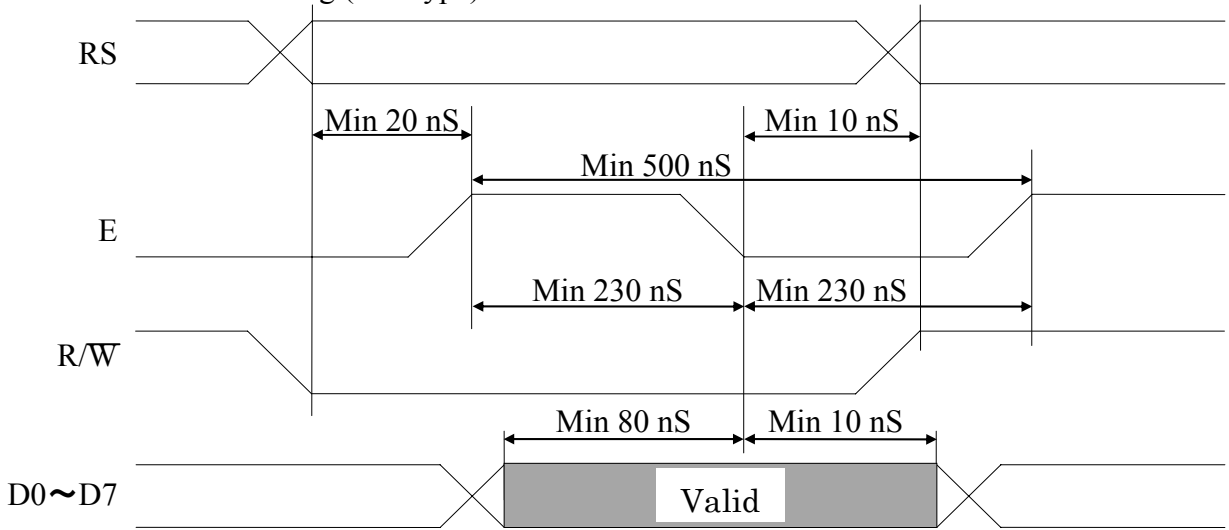 RS
Min 20 nS
Min 10 nS
Min 500 nS
E
Min 230 nS
Min 230 nS
R/W̅
Min 80 nS
Min 10 nS
D0～D7
Valid